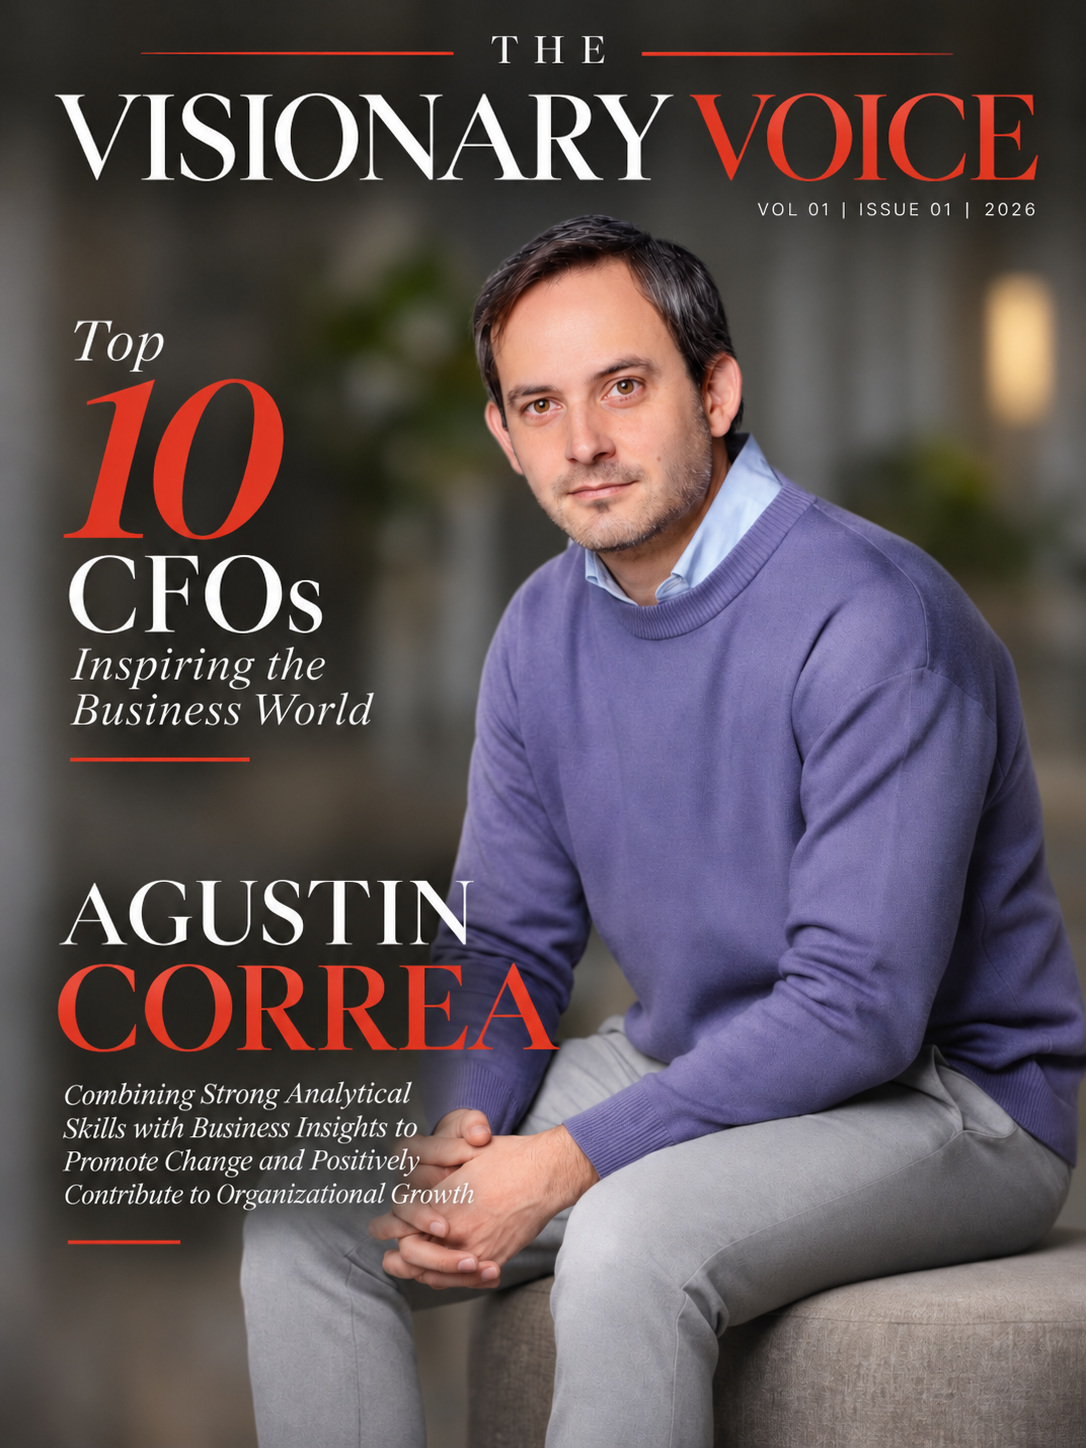 THE
VISIONARY VOICE
VOL 01 | ISSUE 01 | 2026
Top
10
CFOs
Inspiring the
Business World
AGUSTIN
CORREA
Combining Strong Analytical
Skills with Business Insights to
Promote Change and Positively
Contribute to Organizational Growth